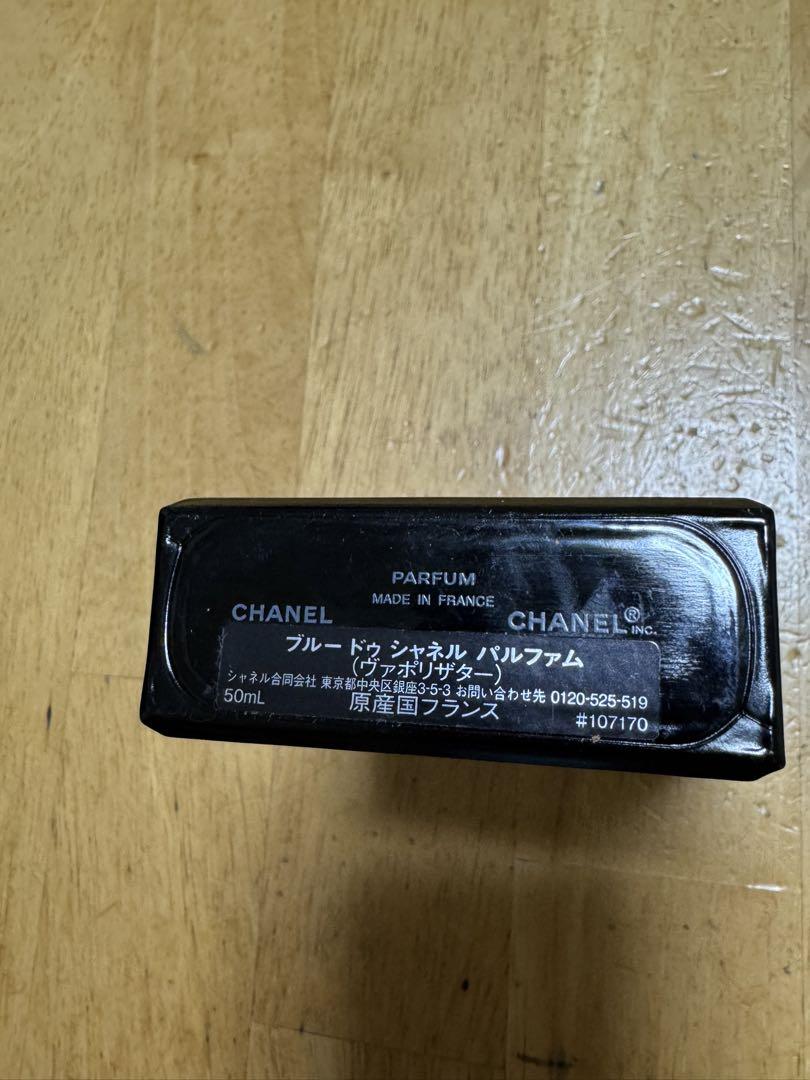 PARFUM
MADE IN FRANCE
CHANEL CHANEL® INC.
ブルー ドゥ シャネル パルファム
(ヴァポリザター)
シャネル合同会社 東京都中央区銀座3-5-3 お問い合わせ先 0120-525-519
50mL 原産国フランス #107170